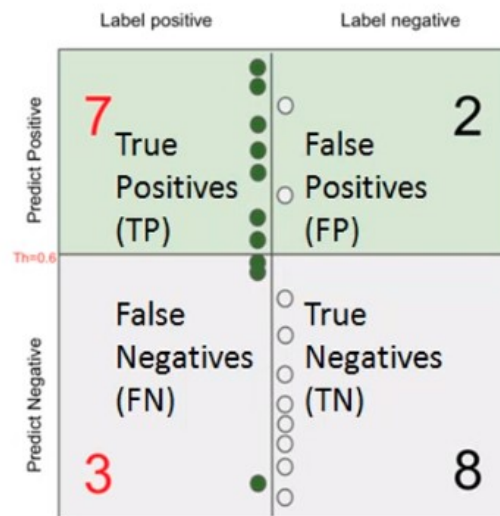 Label positive
Label negative
Predict Positive
7
True
Positives
(TP)
2
False
Positives
(FP)
Th=0.6
Predict Negative
False
Negatives
(FN)
3
True
Negatives
(TN)
8